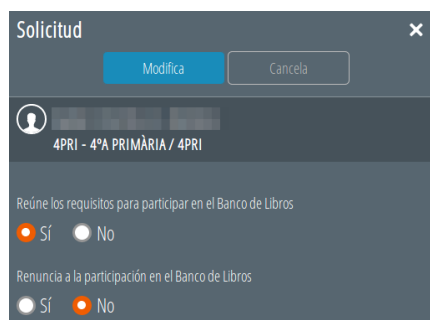 Solicitud
Modifica Cancela
4PRI - 4ºA PRIMÀRIA / 4PRI
Reúne los requisitos para participar en el Banco de Libros
Sí No
Renuncia a la participación en el Banco de Libros
Sí No